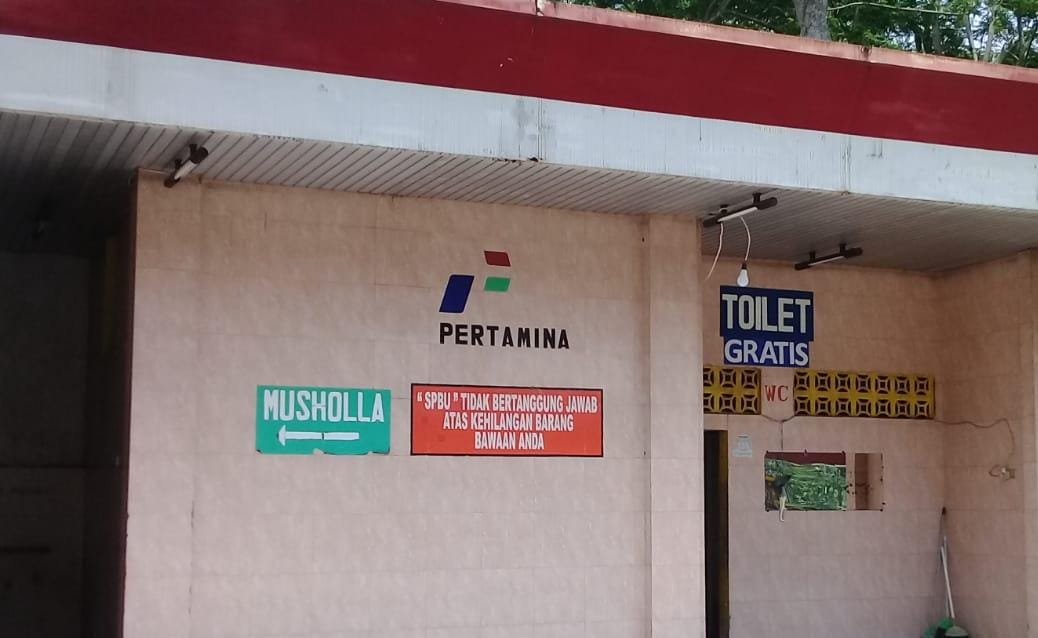 PERTAMINA
MUSHOLLA
“ SPBU ” TIDAK BERTANGGUNG JAWAB
ATAS KEHILANGAN BARANG
BAWAAN ANDA
TOILET
GRATIS
WC